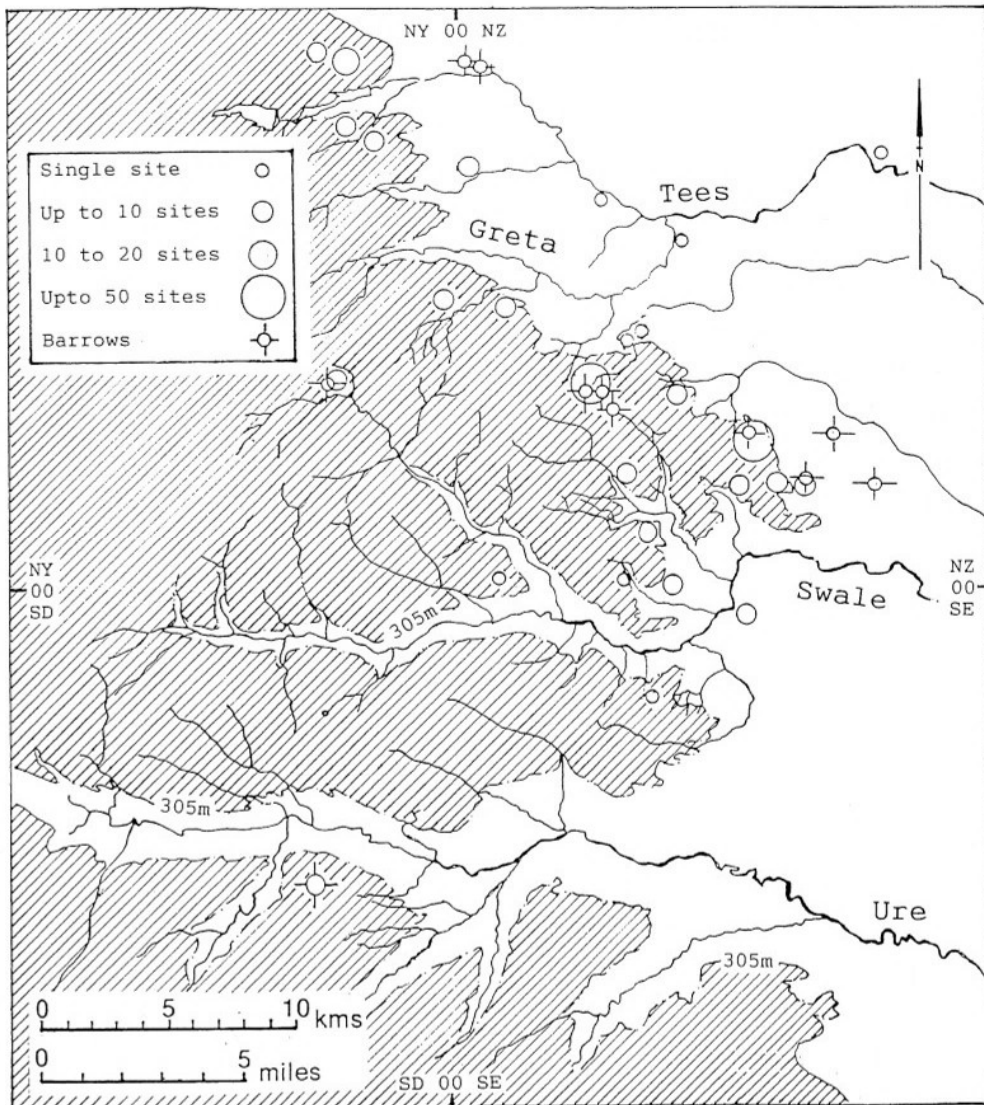 NY 00 NZ
N
Single site
Up to 10 sites
10 to 20 sites
Upto 50 sites
Barrows
Tees
Greta
NY
00
SD
NZ
00
SE
Swale
305m
305m
Ure
305m
0 5 10 kms
0 5 miles
SD 00 SE